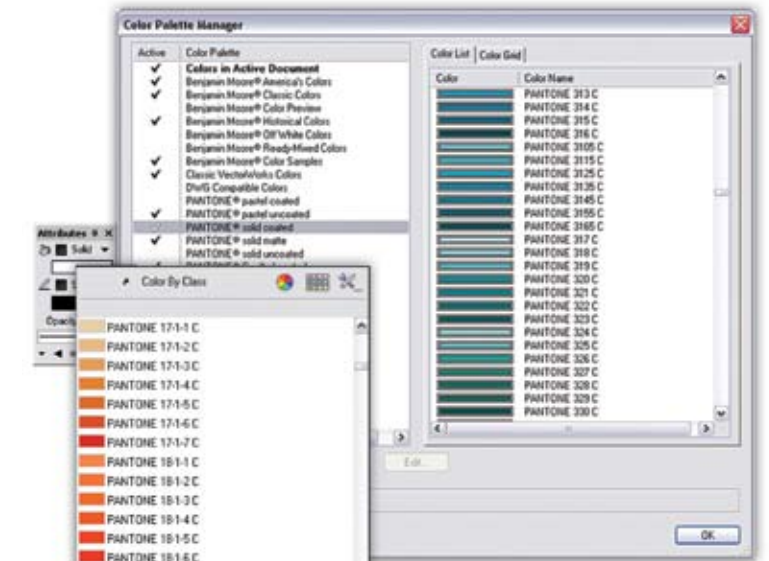 Color Palette Manager
Active Color Palette
Colors in Active Document
Benjamin Moore® America's Colors
Benjamin Moore® Classic Colors
Benjamin Moore® Color Preview
Benjamin Moore® Historical Colors
Benjamin Moore® Off White Colors
Benjamin Moore® Ready-Mixed Colors
Benjamin Moore® Color Samples
Classic VectorWorks Colors
DWG Compatible Colors
PANTONE® pastel coated
PANTONE® pastel uncoated
PANTONE® solid coated
PANTONE® solid matte
PANTONE® solid uncoated
Color List Color Grid
Color Color Name
PANTONE 313 C
PANTONE 314 C
PANTONE 315 C
PANTONE 316 C
PANTONE 3105 C
PANTONE 3115 C
PANTONE 3125 C
PANTONE 3135 C
PANTONE 3145 C
PANTONE 3155 C
PANTONE 3165 C
PANTONE 317 C
PANTONE 318 C
PANTONE 319 C
PANTONE 320 C
PANTONE 321 C
PANTONE 322 C
PANTONE 323 C
PANTONE 324 C
PANTONE 325 C
PANTONE 326 C
PANTONE 327 C
PANTONE 328 C
PANTONE 329 C
PANTONE 330 C
Attributes
Solid
Color By Class
PANTONE 17-1-1 C
PANTONE 17-1-2 C
PANTONE 17-1-3 C
PANTONE 17-1-4 C
PANTONE 17-1-5 C
PANTONE 17-1-6 C
PANTONE 17-1-7 C
PANTONE 18-1-1 C
PANTONE 18-1-2 C
PANTONE 18-1-3 C
PANTONE 18-1-4 C
PANTONE 18-1-5 C
PANTONE 18-1-6 C
Edit...
OK